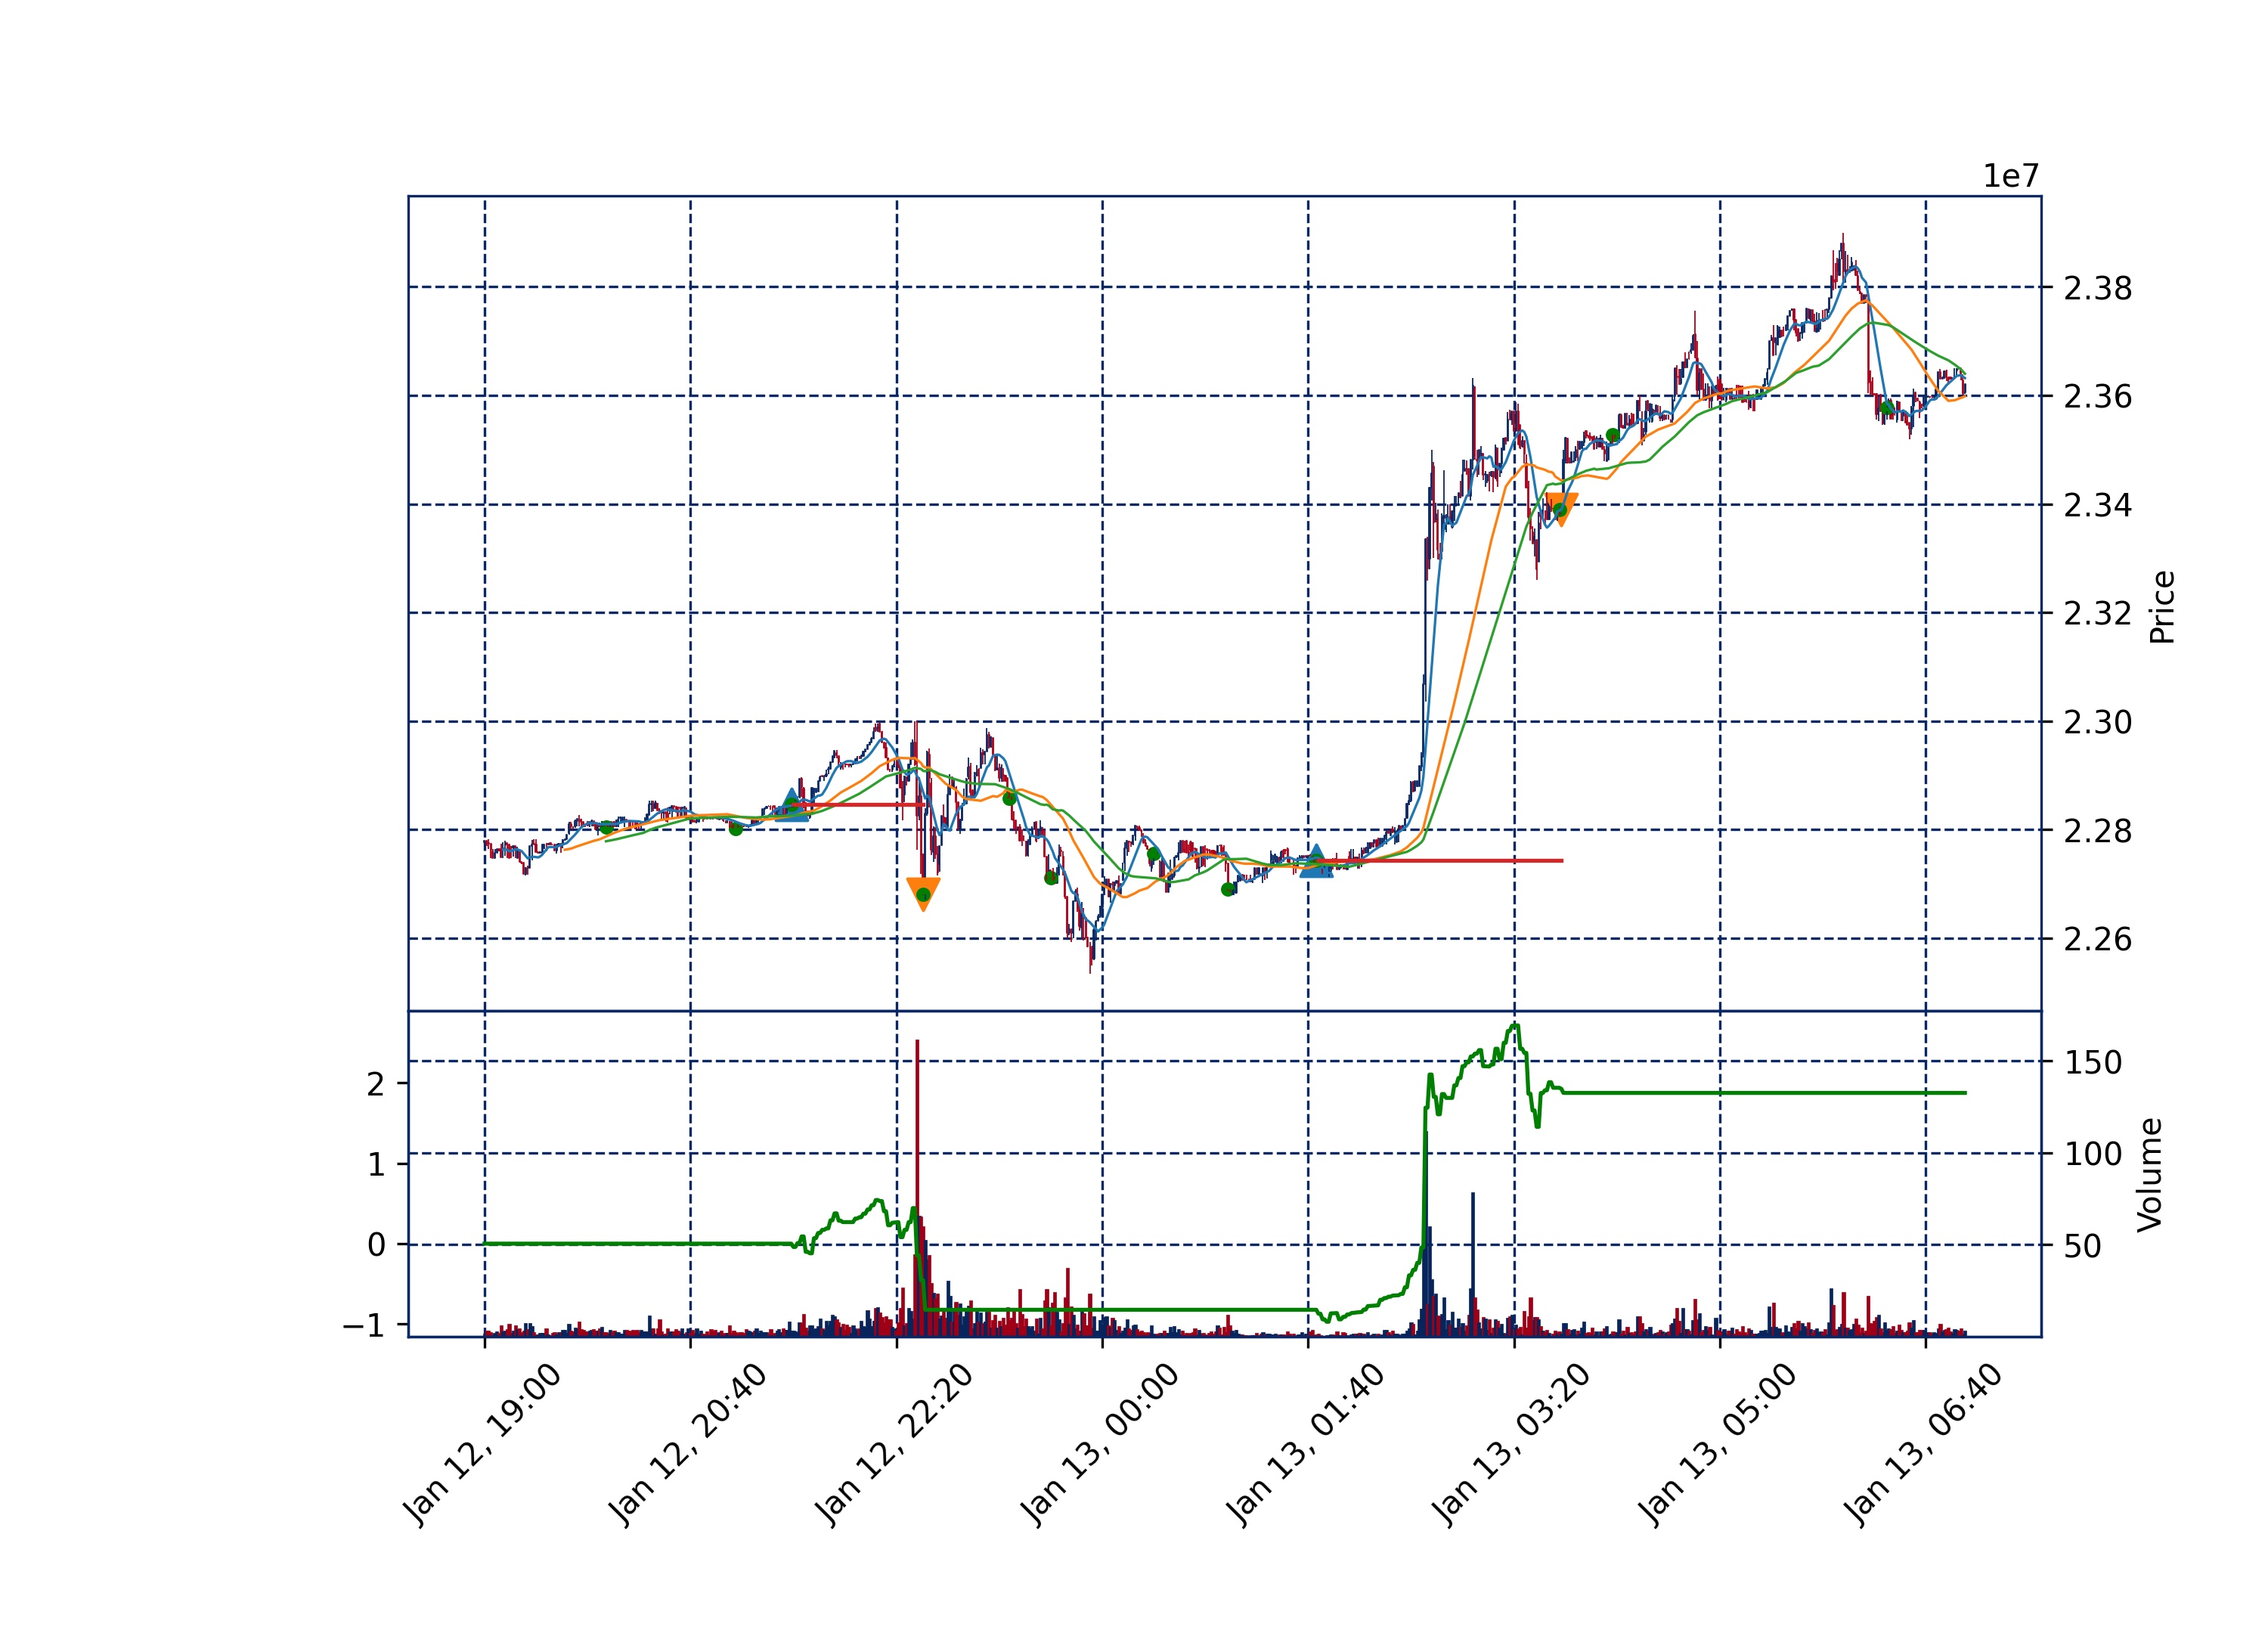 1e7
2.38
2.36
2.34
2.32
2.30
2.28
2.26
Price
2
1
0
−1
150
100
50
Volume
Jan 12, 19:00
Jan 12, 20:40
Jan 12, 22:20
Jan 13, 00:00
Jan 13, 01:40
Jan 13, 03:20
Jan 13, 05:00
Jan 13, 06:40